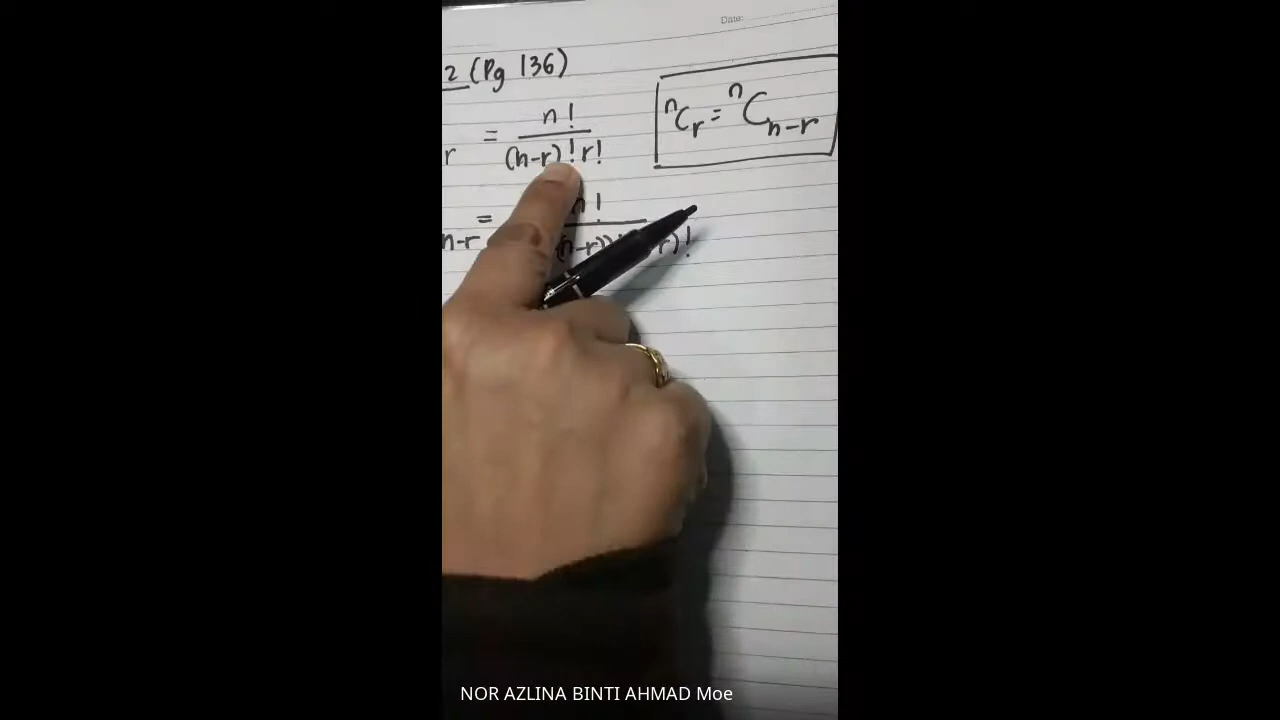 Date:
2 (Pg 136)
r = n! / (n-r)! r!
ⁿCᵣ = ⁿCₙ₋ᵣ
n-r = n! / (n-r)) r)!
NOR AZLINA BINTI AHMAD Moe